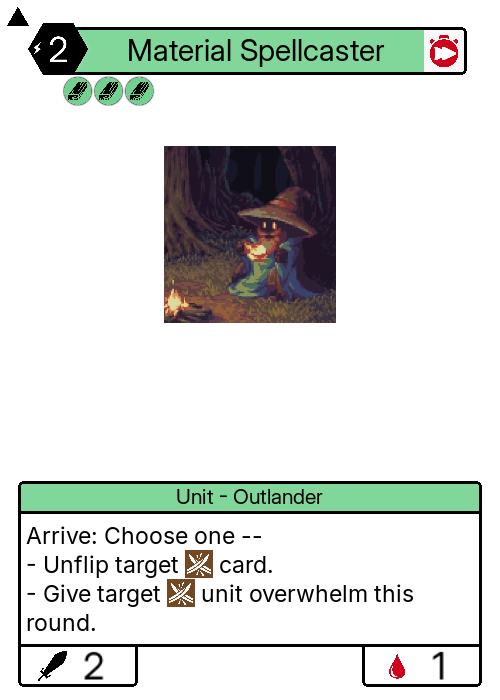 2 Material Spellcaster
Unit - Outlander
Arrive: Choose one --
- Unflip target card.
- Give target unit overwhelm this
round.
2 1